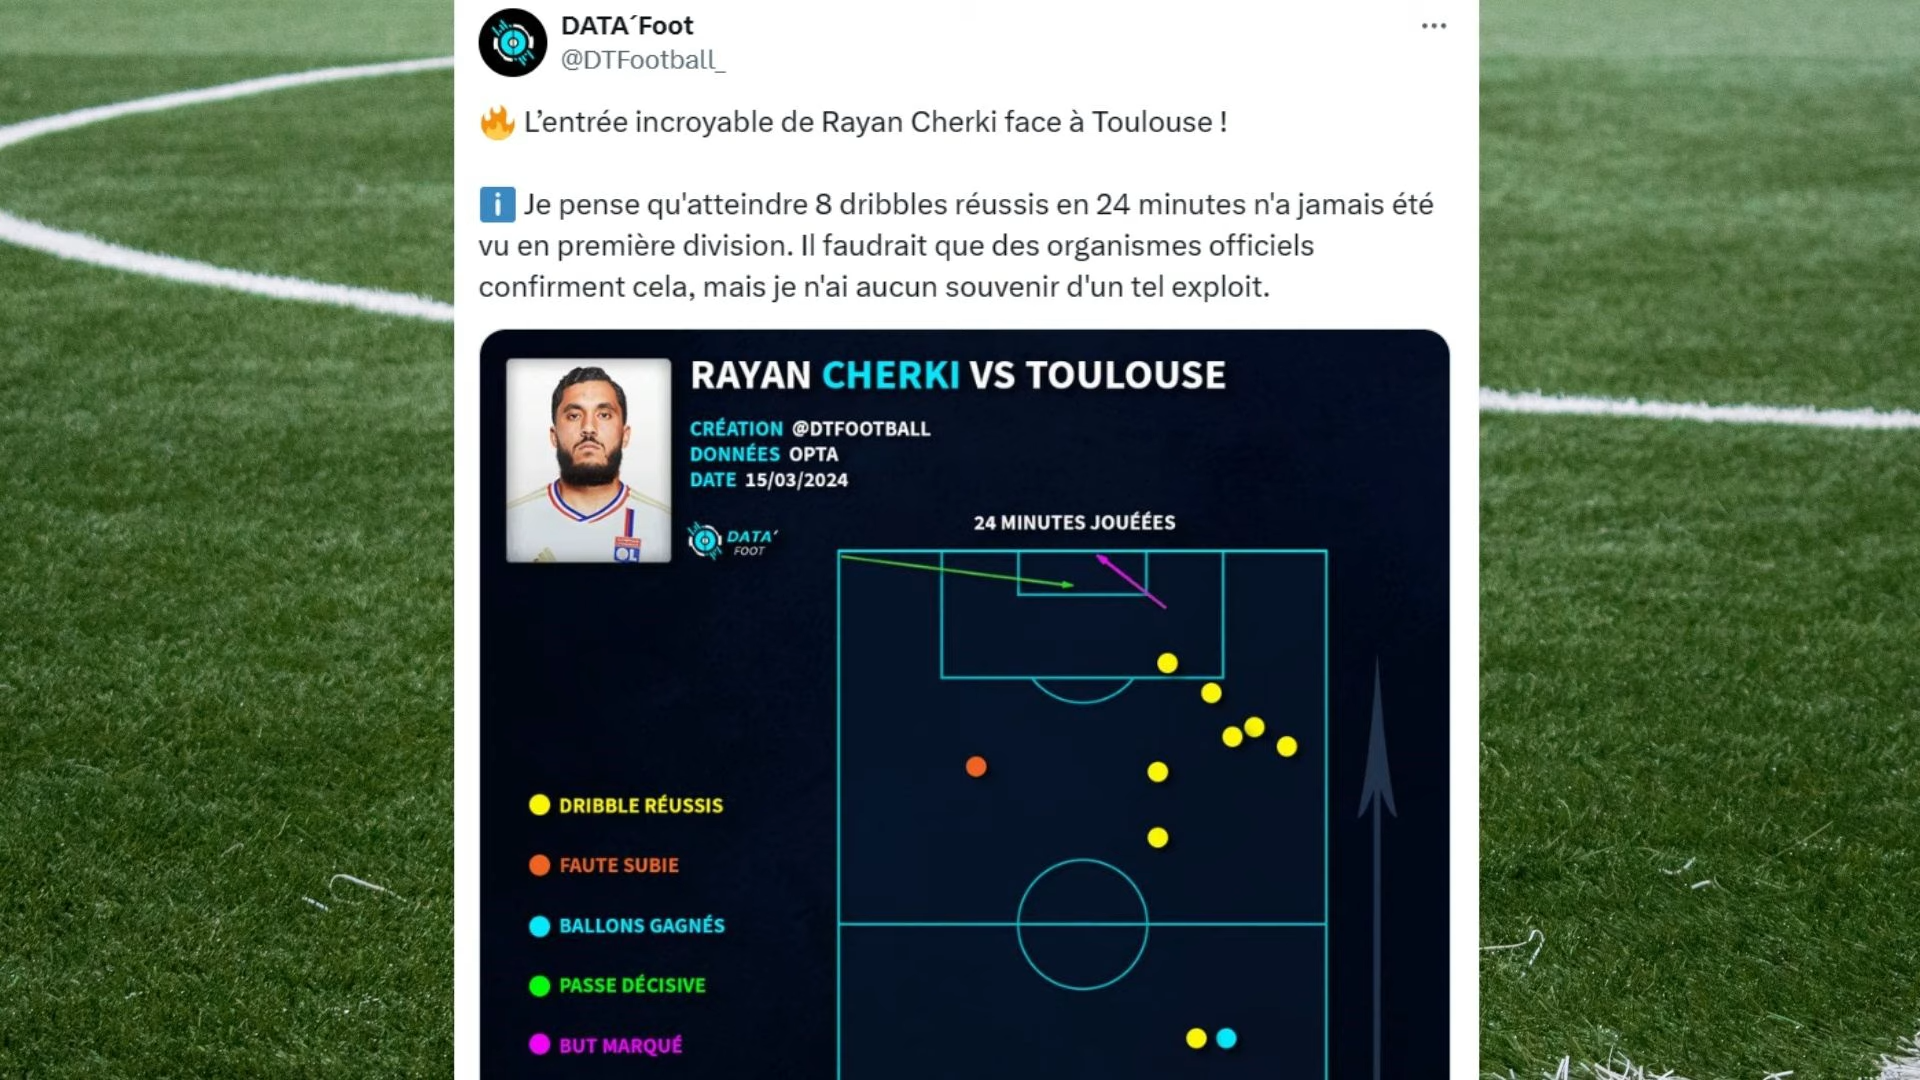 DATA´Foot
@DTFootball_
🔥 L’entrée incroyable de Rayan Cherki face à Toulouse !
ℹ️ Je pense qu'atteindre 8 dribbles réussis en 24 minutes n'a jamais été
vu en première division. Il faudrait que des organismes officiels
confirment cela, mais je n'ai aucun souvenir d'un tel exploit.
RAYAN CHERKI VS TOULOUSE
CRÉATION @DTFOOTBALL
DONNÉES OPTA
DATE 15/03/2024
DATA´
FOOT
OL
24 MINUTES JOUÉÉES
DRIBBLE RÉUSSIS
FAUTE SUBIE
BALLONS GAGNÉS
PASSE DÉCISIVE
BUT MARQUÉ